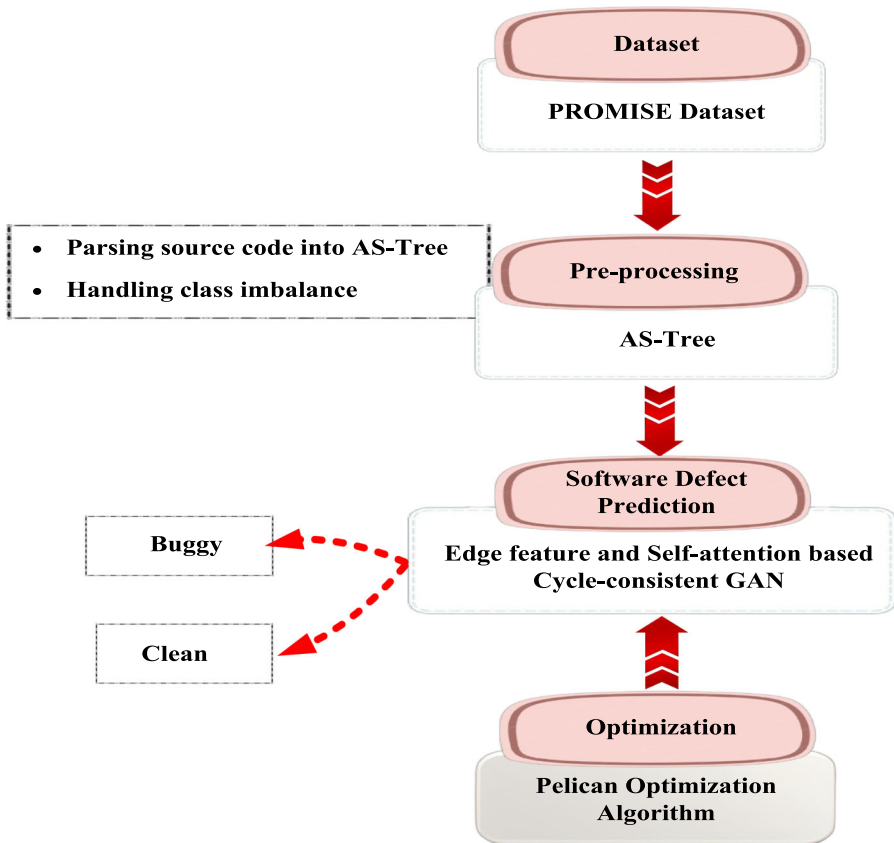 Dataset
PROMISE Dataset
• Parsing source code into AS-Tree
• Handling class imbalance
Pre-processing
AS-Tree
Software Defect
Prediction
Edge feature and Self-attention based
Cycle-consistent GAN
Buggy
Clean
Optimization
Pelican Optimization
Algorithm